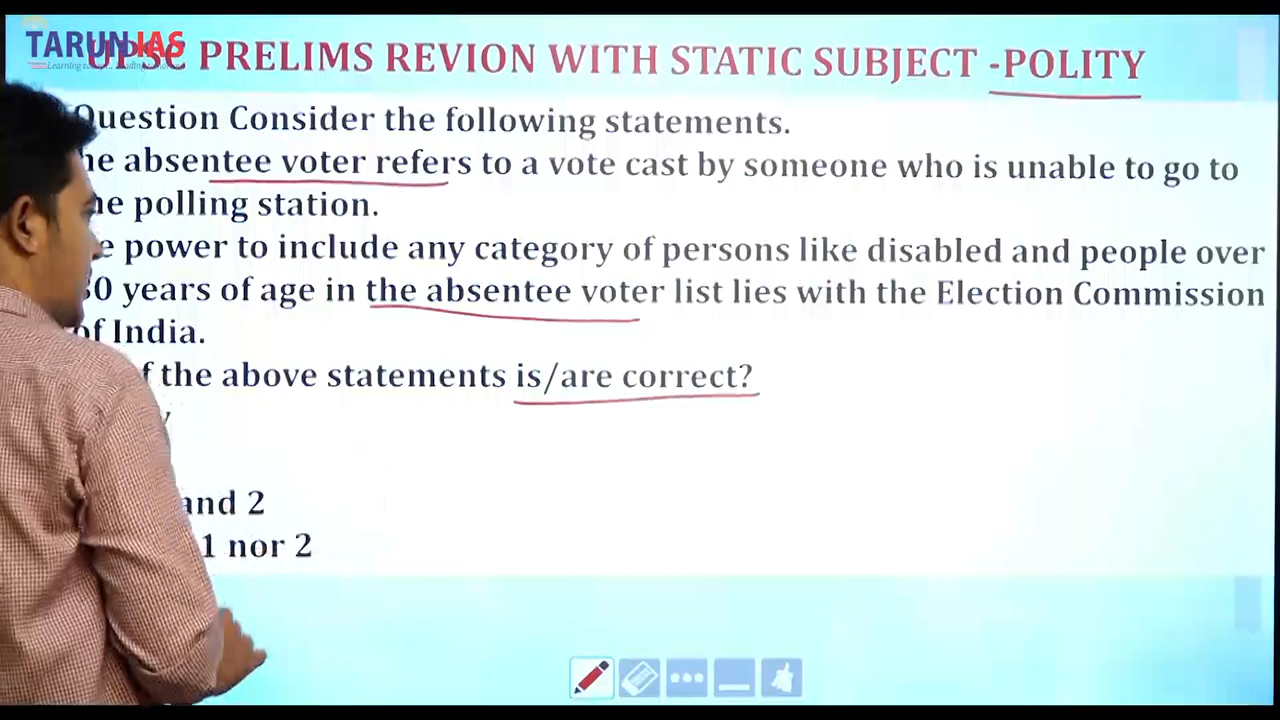 TARUN IAS
UPSC PRELIMS REVION WITH STATIC SUBJECT -POLITY
Question Consider the following statements.
he absentee voter refers to a vote cast by someone who is unable to go to
he polling station.
e power to include any category of persons like disabled and people over
0 years of age in the absentee voter list lies with the Election Commission
of India.
f the above statements is/are correct?
and 2
1 nor 2